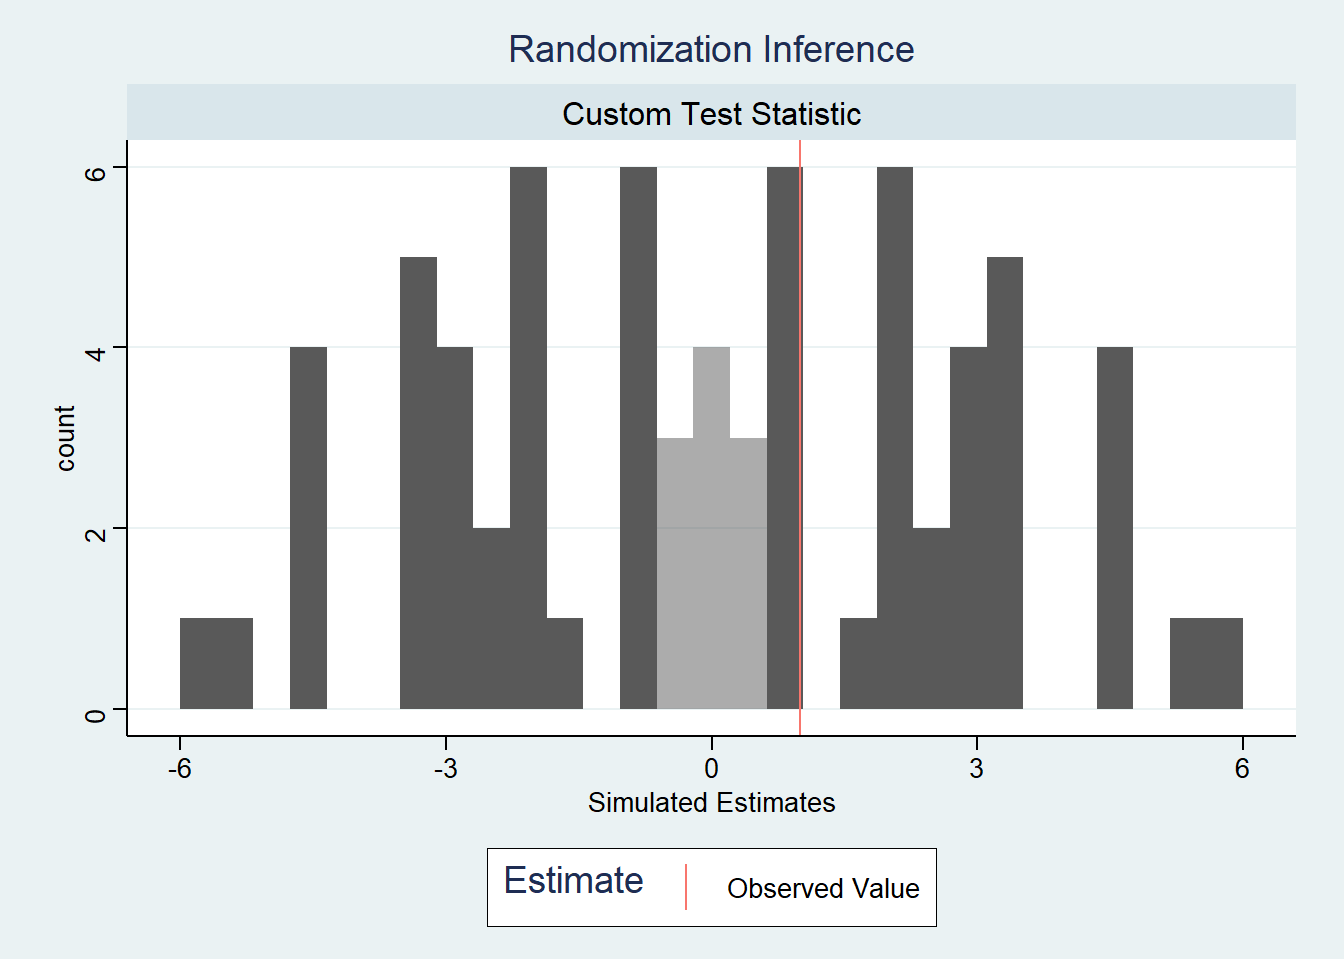 Randomization Inference
Custom Test Statistic
6
4
2
0
count
-6 -3 0 3 6
Simulated Estimates
Estimate Observed Value